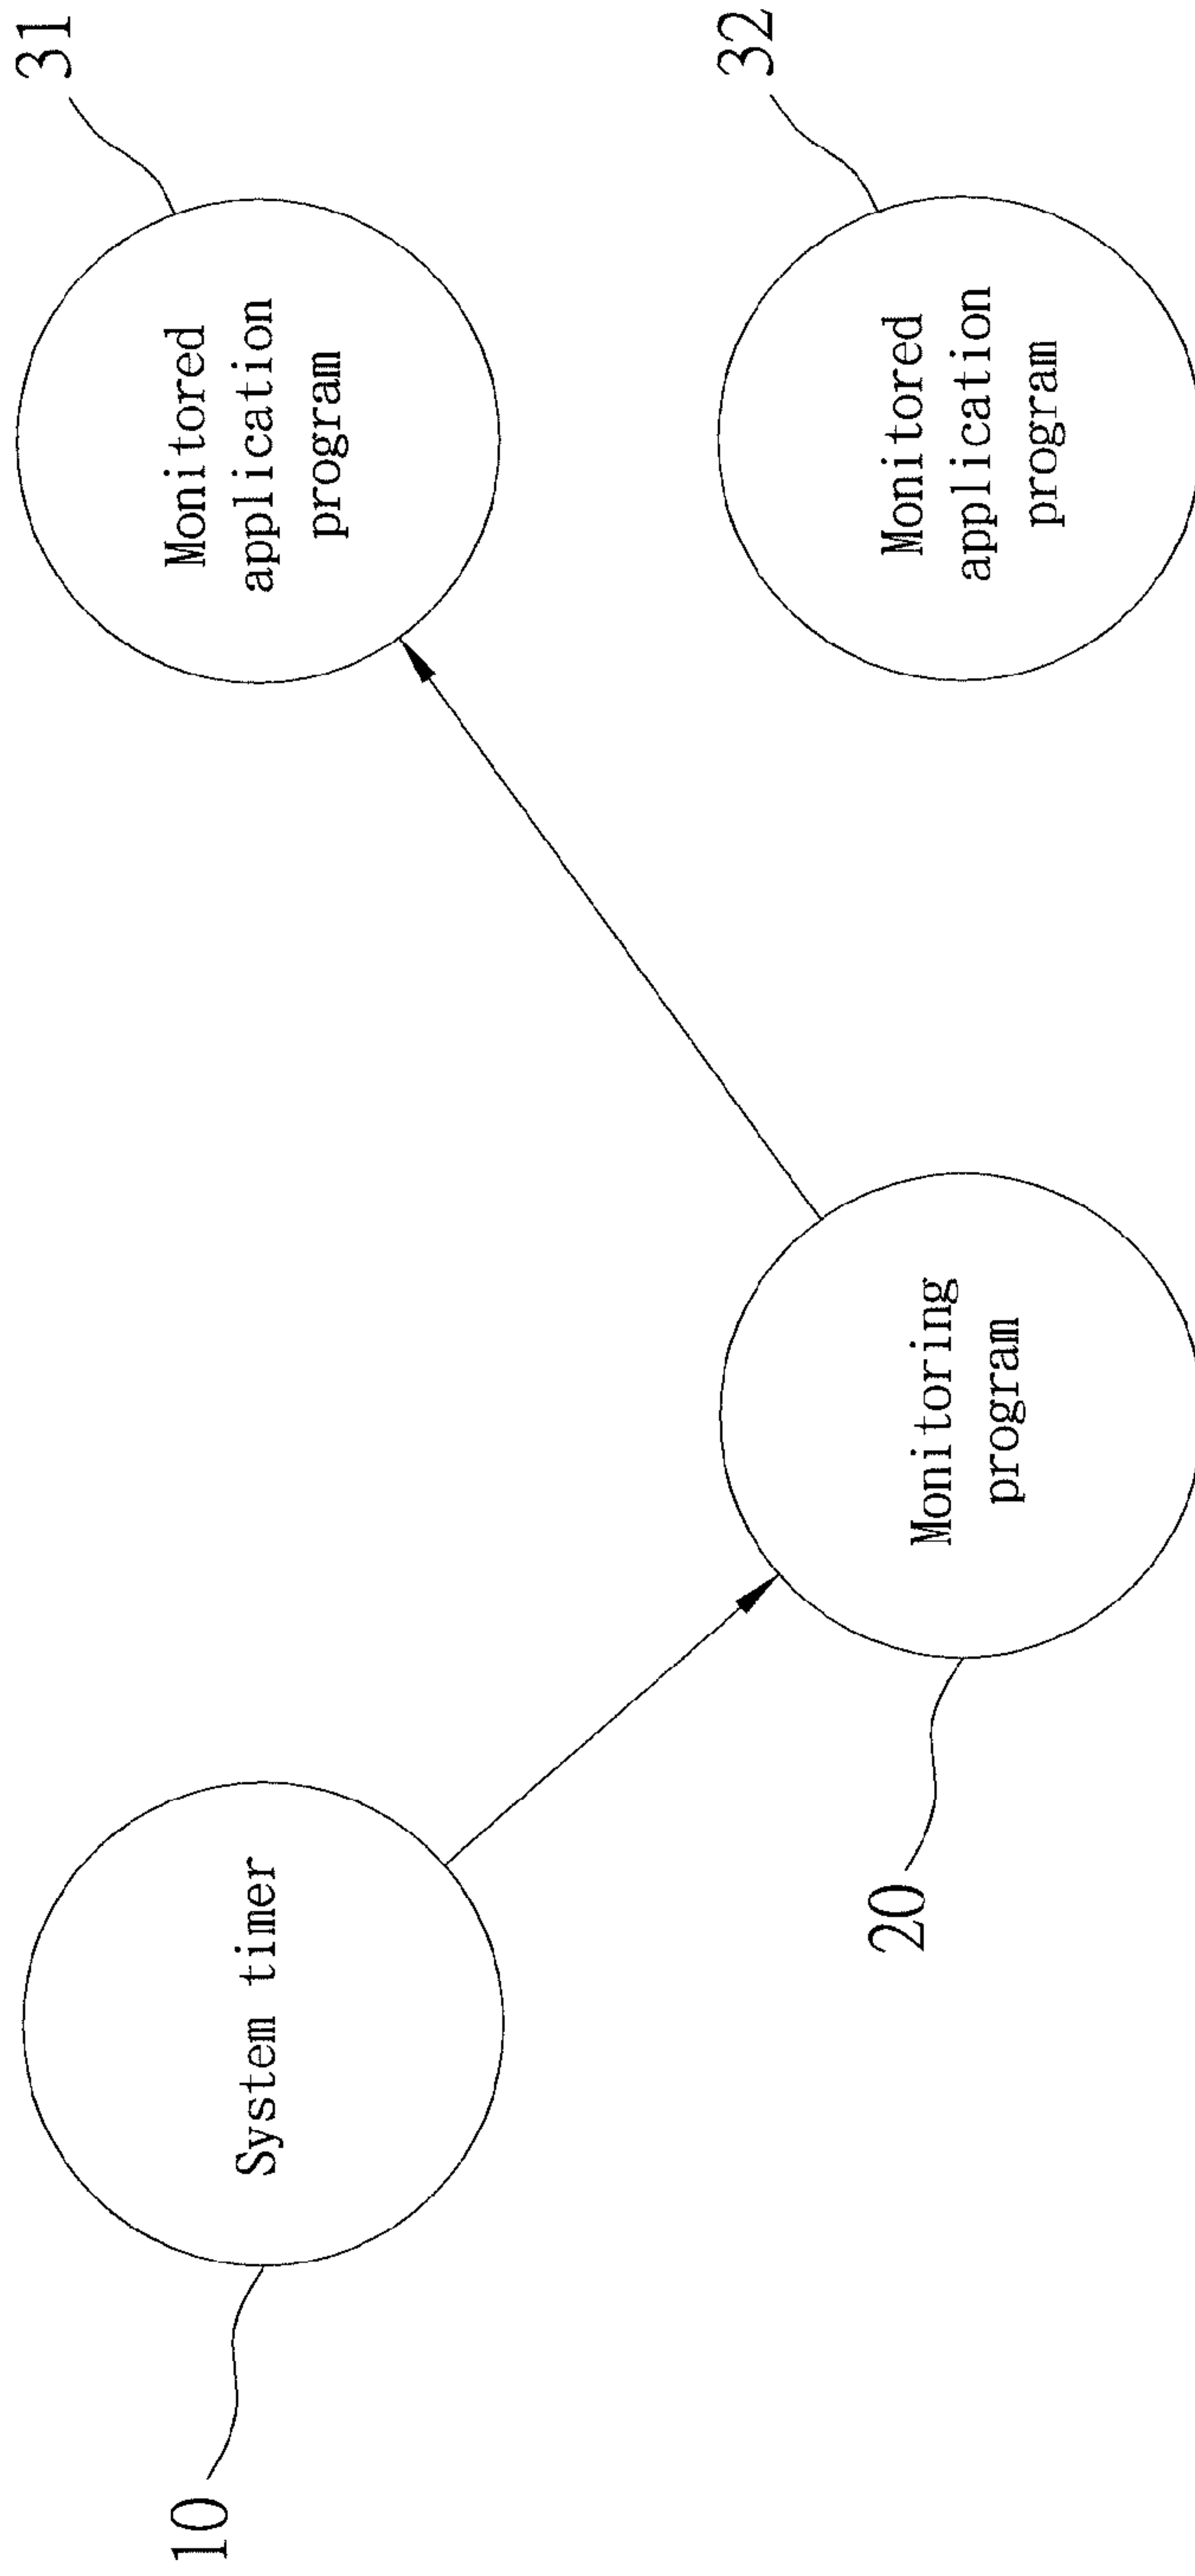 10
System timer
20
Monitoring
program
31
Monitored
application
program
32
Monitored
application
program